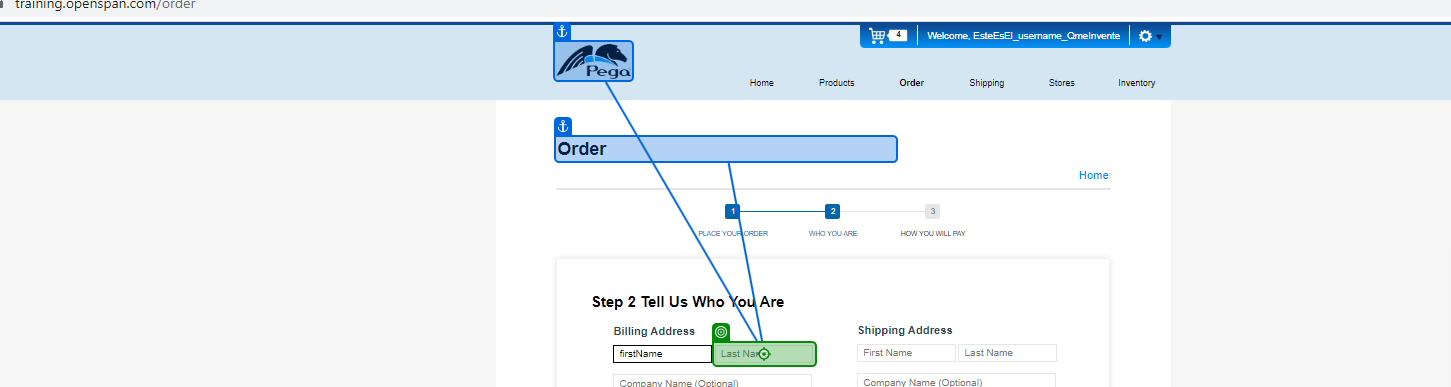 training.openspan.com/order
4
Welcome, EsteEsEl_username_QmeInvente
Pega
Home Products Order Shipping Stores Inventory
Order
Home
1 2 3
PLACE YOUR ORDER WHO YOU ARE HOW YOU WILL PAY
Step 2 Tell Us Who You Are
Billing Address
Shipping Address
firstName Last Name
First Name Last Name
Company Name (Optional)
Company Name (Optional)